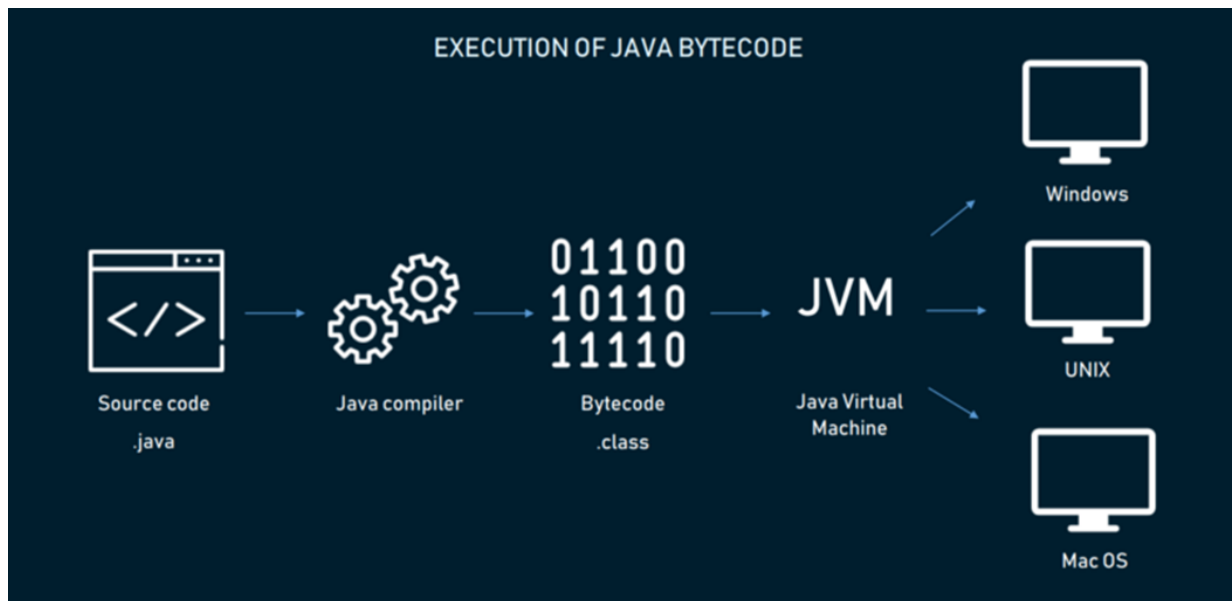 EXECUTION OF JAVA BYTECODE
</>
Source code
.java
Java compiler
01100
10110
11110
Bytecode
.class
JVM
Java Virtual
Machine
Windows
UNIX
Mac OS